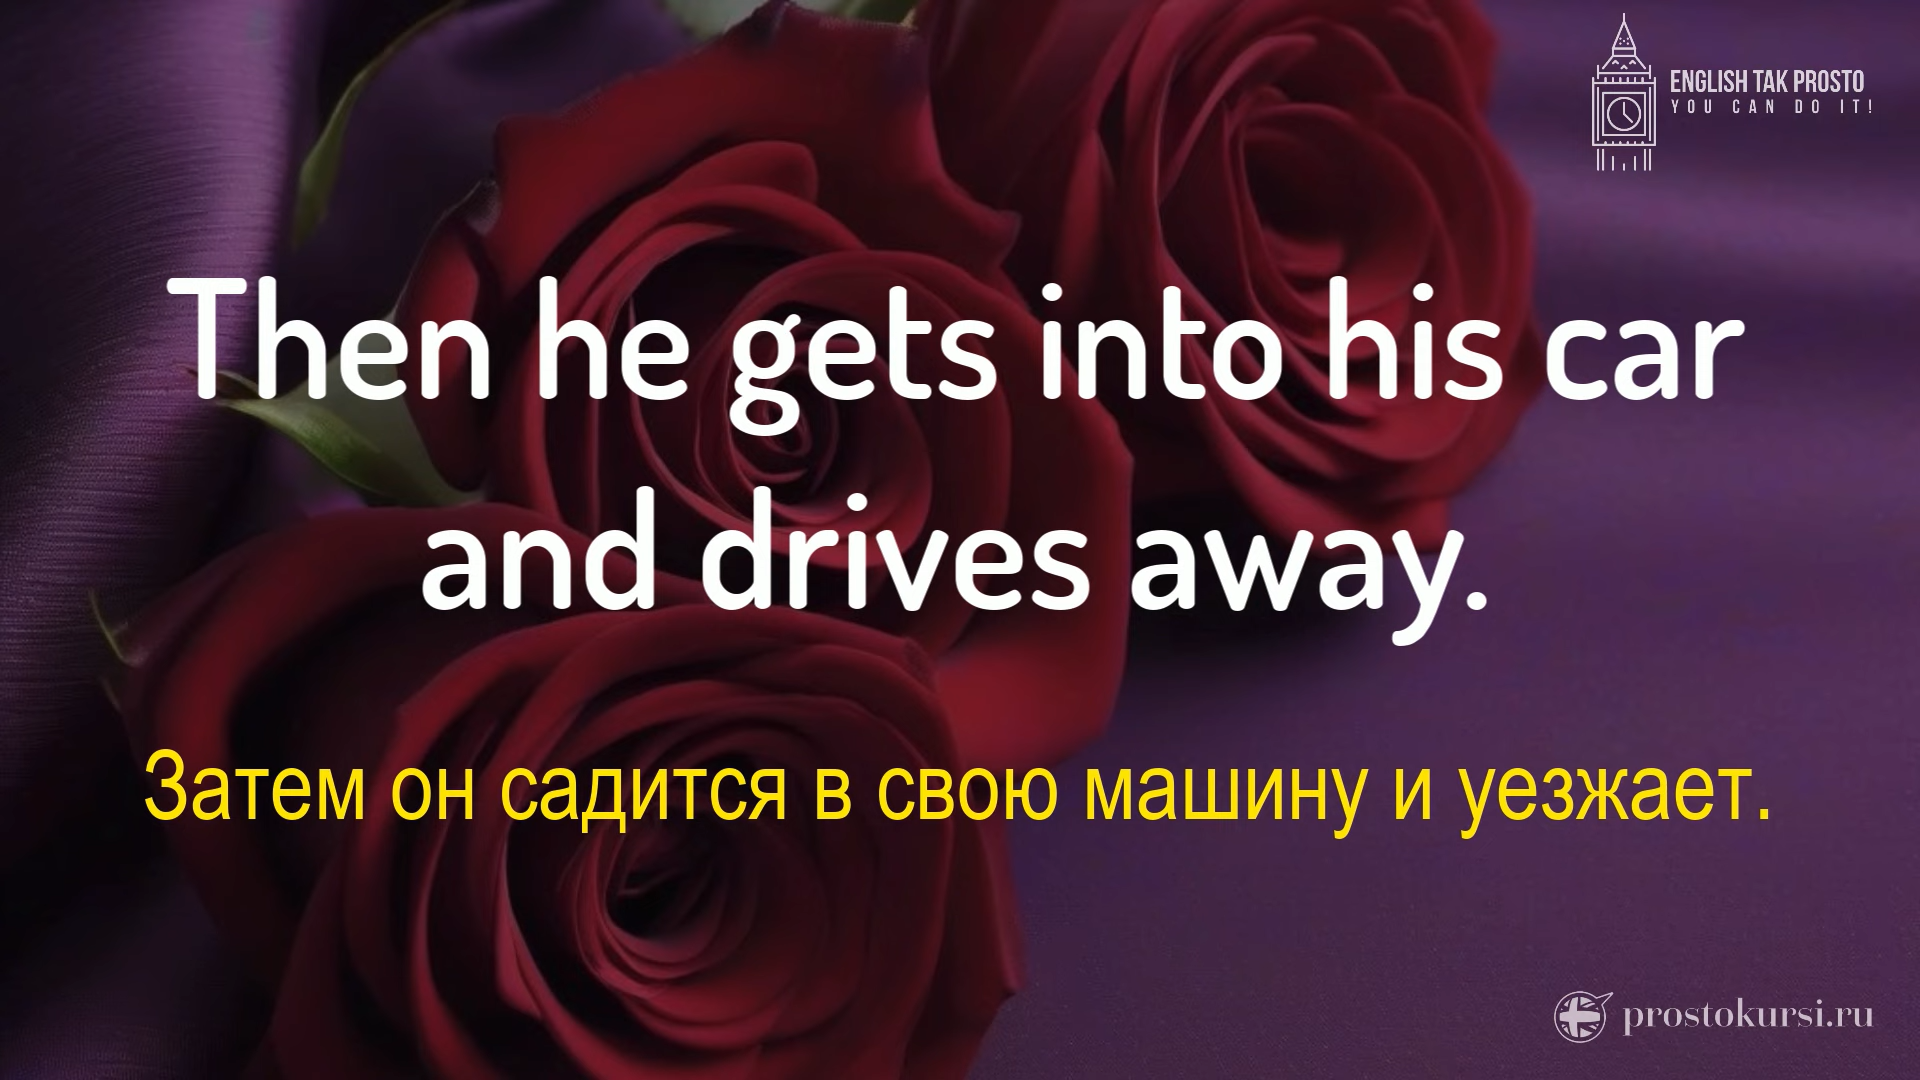 ENGLISH TAK PROSTO
YOU CAN DO IT!
Then he gets into his car
and drives away.
Затем он садится в свою машину и уезжает.
prostokursi.ru